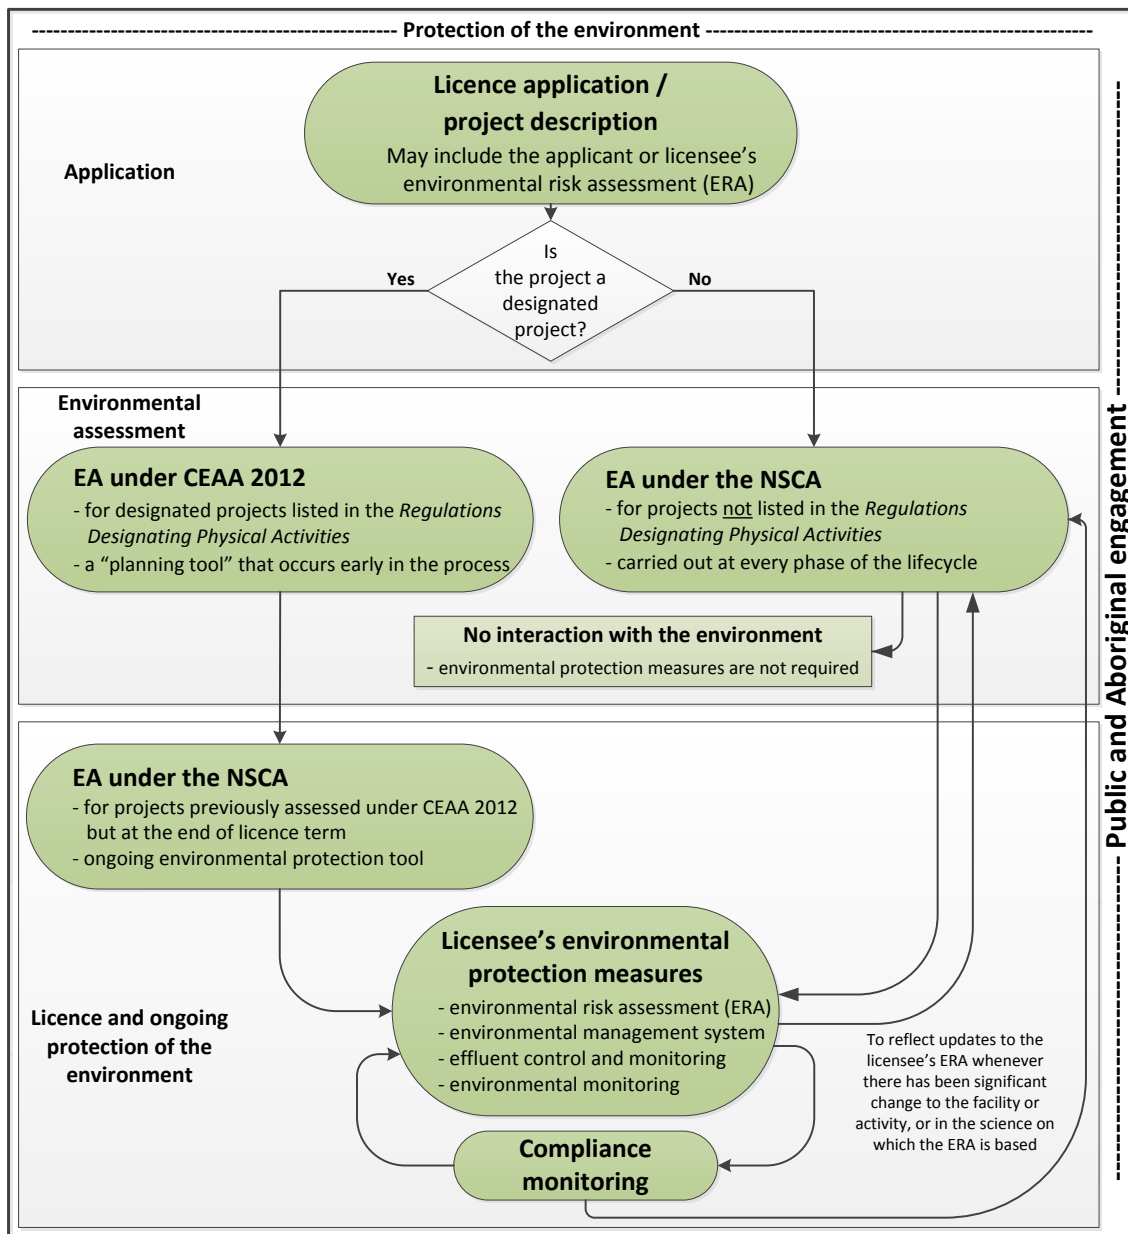 Protection of the environment
Application
Licence application /
project description
May include the applicant or licensee's
environmental risk assessment (ERA)
Is
the project a
designated
project?
Yes
No
Environmental
assessment
EA under CEAA 2012
- for designated projects listed in the Regulations
Designating Physical Activities
- a “planning tool” that occurs early in the process
EA under the NSCA
- for projects not listed in the Regulations
Designating Physical Activities
- carried out at every phase of the lifecycle
No interaction with the environment
- environmental protection measures are not required
EA under the NSCA
- for projects previously assessed under CEAA 2012
but at the end of licence term
- ongoing environmental protection tool
Licence and ongoing
protection of the
environment
Licensee’s environmental
protection measures
- environmental risk assessment (ERA)
- environmental management system
- effluent control and monitoring
- environmental monitoring
Compliance
monitoring
To reflect updates to the
licensee’s ERA whenever
there has been significant
change to the facility or
activity, or in the science on
which the ERA is based
Public and Aboriginal engagement